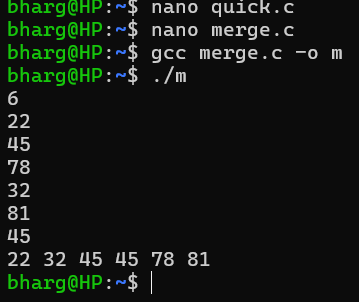 bharg@HP:~$ nano quick.c
bharg@HP:~$ nano merge.c
bharg@HP:~$ gcc merge.c -o m
bharg@HP:~$ ./m
6
22
45
78
32
81
45
22 32 45 45 78 81
bharg@HP:~$